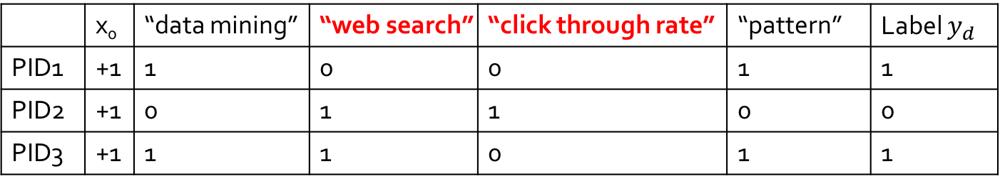 x₀ “data mining” “web search” “click through rate” “pattern” Label y_d
PID1 +1 1 0 0 1 1
PID2 +1 0 1 1 0 0
PID3 +1 1 1 0 1 1